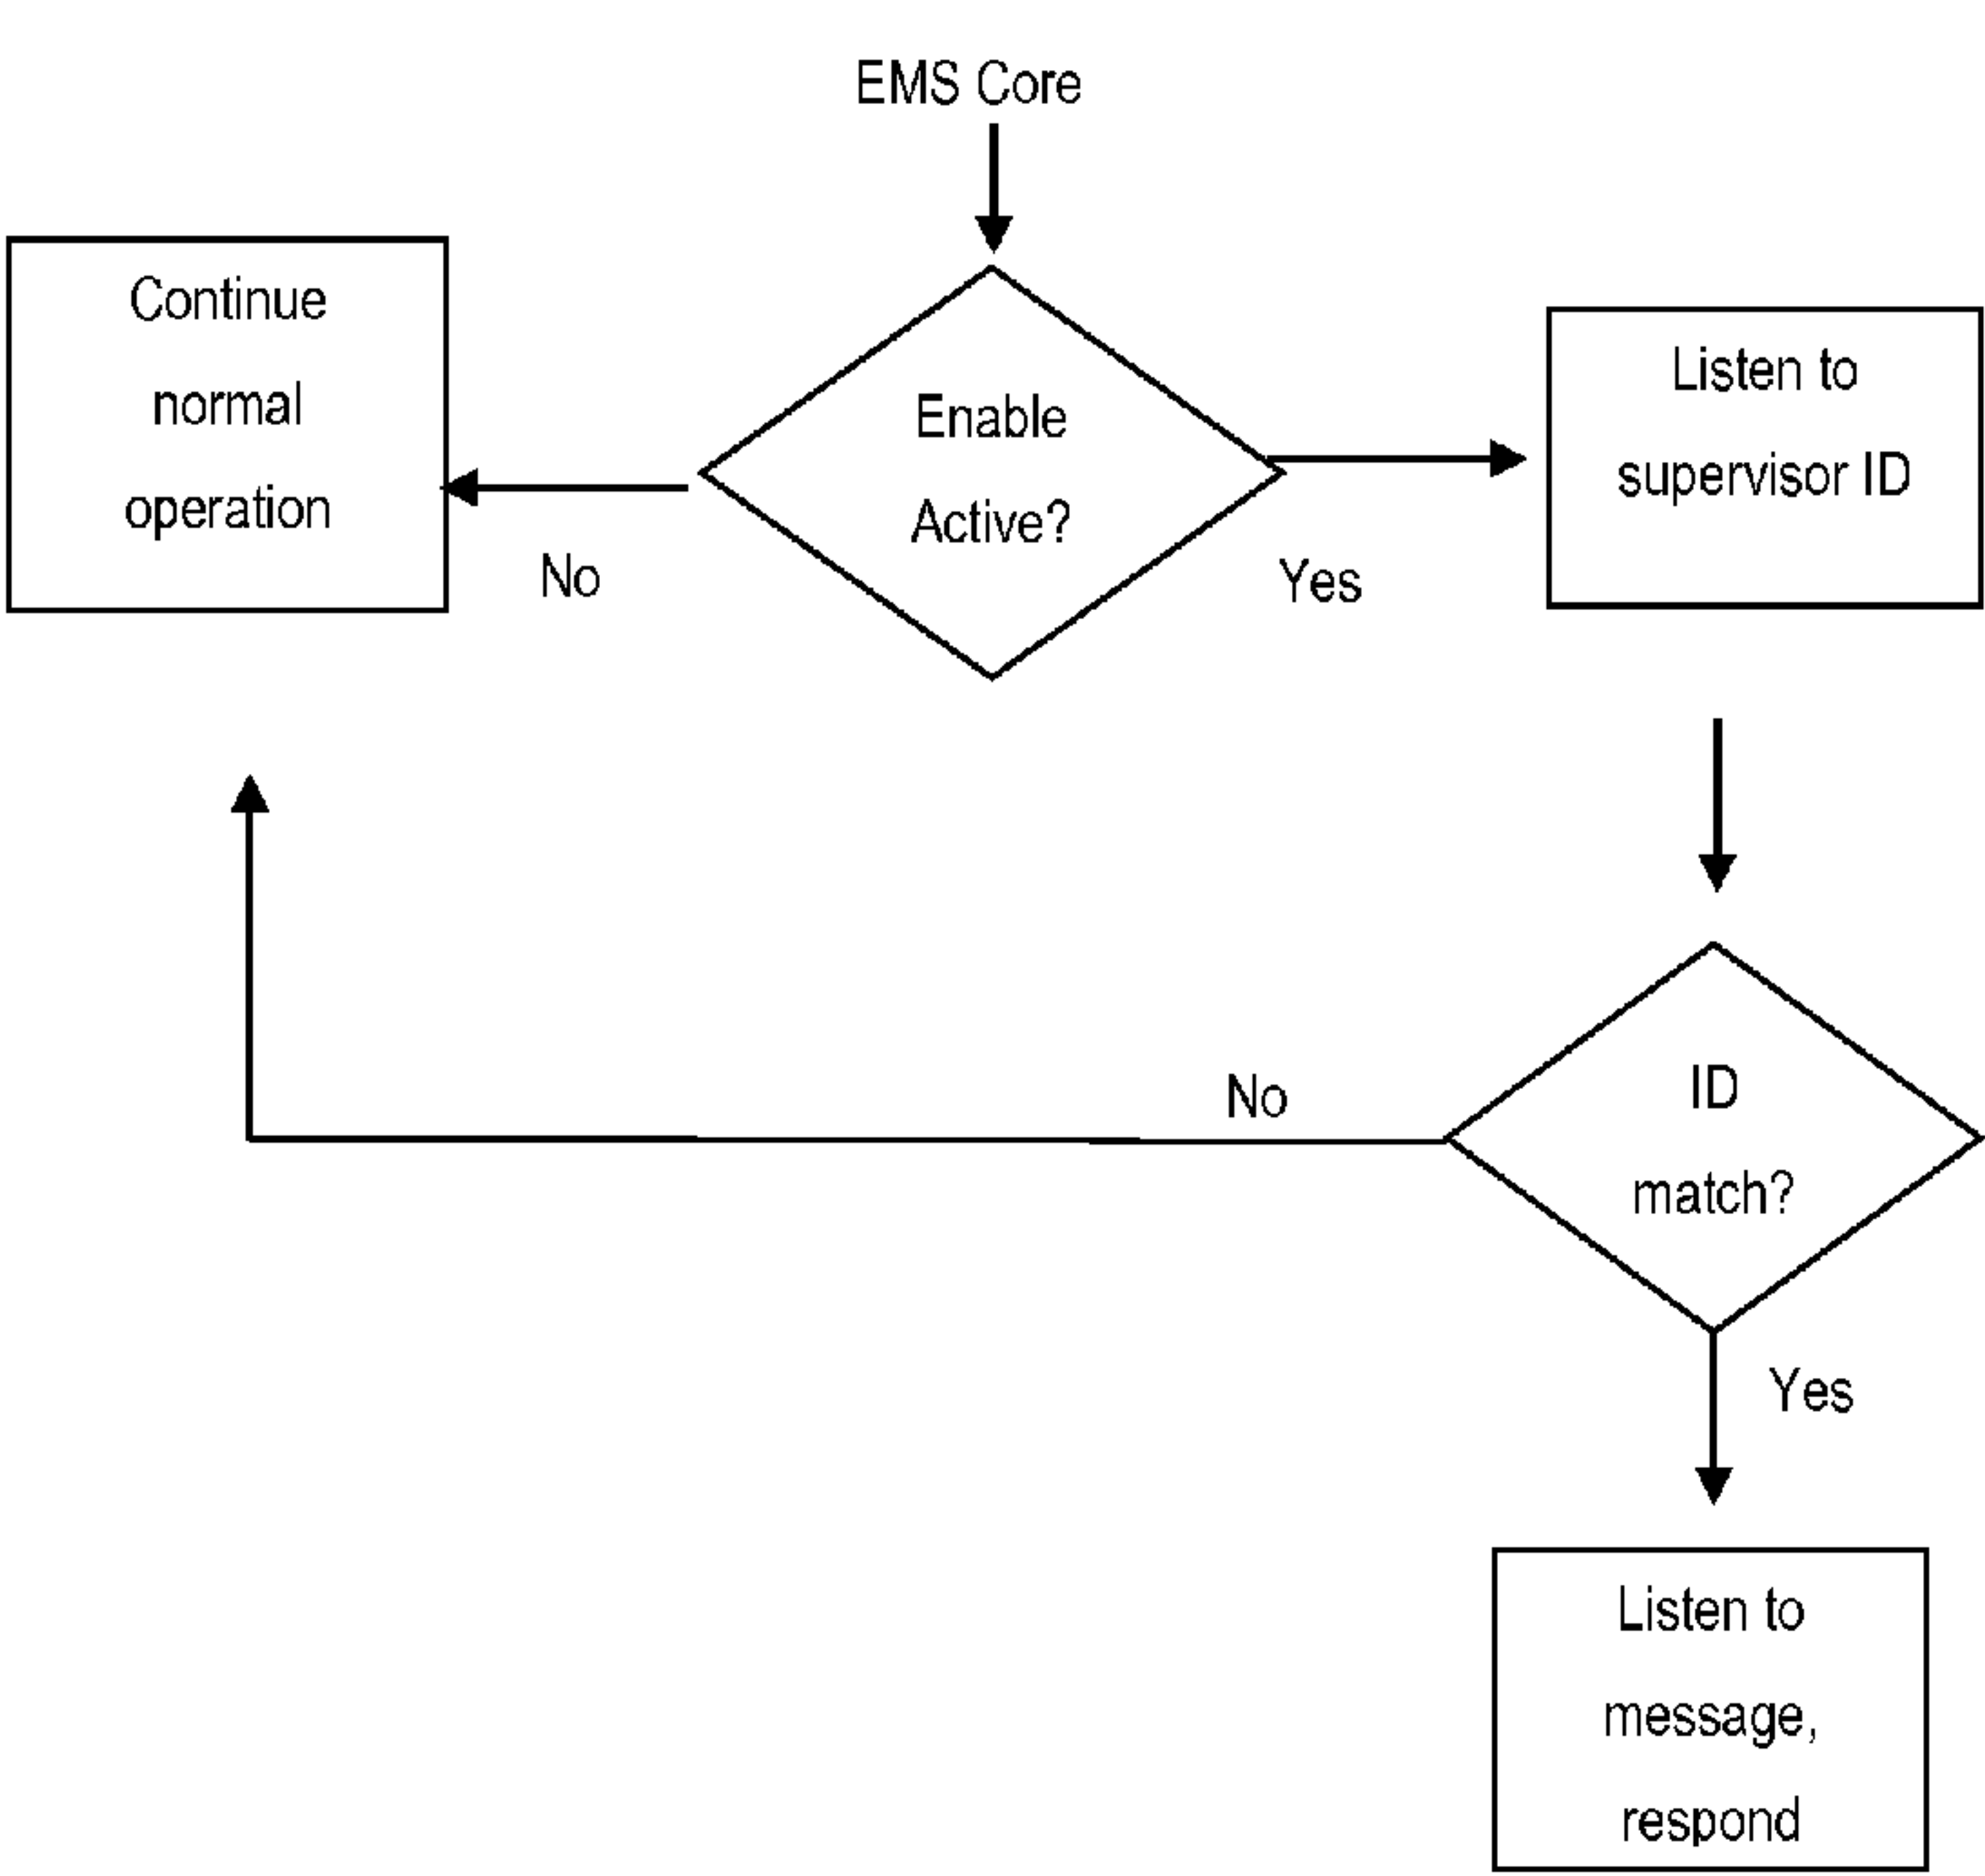 EMS Core
Continue
normal
operation
Enable
Active?
Listen to
supervisor ID
No
Yes
No
ID
match?
Yes
Listen to
message,
respond